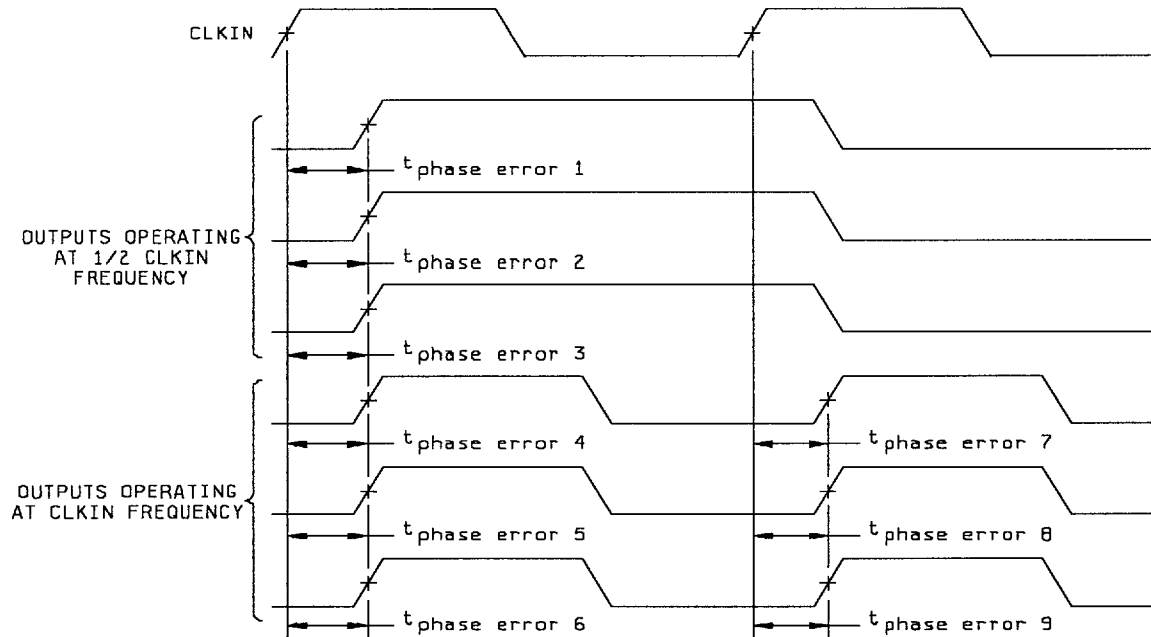 CLKIN
t phase error 1
OUTPUTS OPERATING
AT 1/2 CLKIN
FREQUENCY
t phase error 2
t phase error 3
t phase error 4
t phase error 7
OUTPUTS OPERATING
AT CLKIN FREQUENCY
t phase error 5
t phase error 8
t phase error 6
t phase error 9